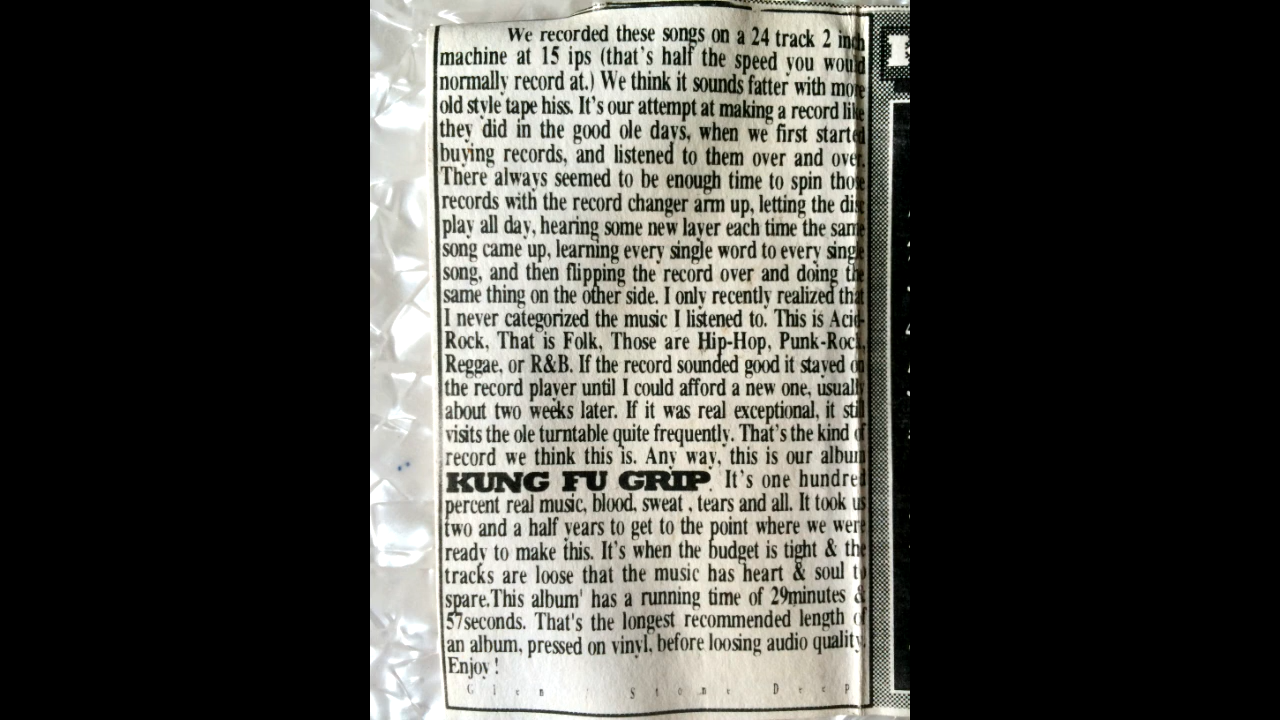 We recorded these songs on a 24 track 2 inch
machine at 15 ips (that's half the speed you would
normally record at.) We think it sounds fatter with more
old style tape hiss. It's our attempt at making a record like
they did in the good ole days, when we first started
buying records, and listened to them over and over.
There always seemed to be enough time to spin those
records with the record changer arm up, letting the disc
play all day, hearing some new layer each time the same
song came up, learning every single word to every single
song, and then flipping the record over and doing the
same thing on the other side. I only recently realized that
I never categorized the music I listened to. This is Acid-
Rock, That is Folk, Those are Hip-Hop, Punk-Rock,
Reggae, or R&B. If the record sounded good it stayed on
the record player until I could afford a new one, usually
about two weeks later. If it was real exceptional, it still
visits the ole turntable quite frequently. That's the kind of
record we think this is. Any way, this is our album
KUNG FU GRIP. It's one hundred
percent real music, blood, sweat , tears and all. It took us
two and a half years to get to the point where we were
ready to make this. It's when the budget is tight & the
tracks are loose that the music has heart & soul to
spare.This album' has a running time of 29minutes &
57seconds. That's the longest recommended length of
an album, pressed on vinyl, before loosing audio quality.
Enjoy !
Glen / Stone Deep